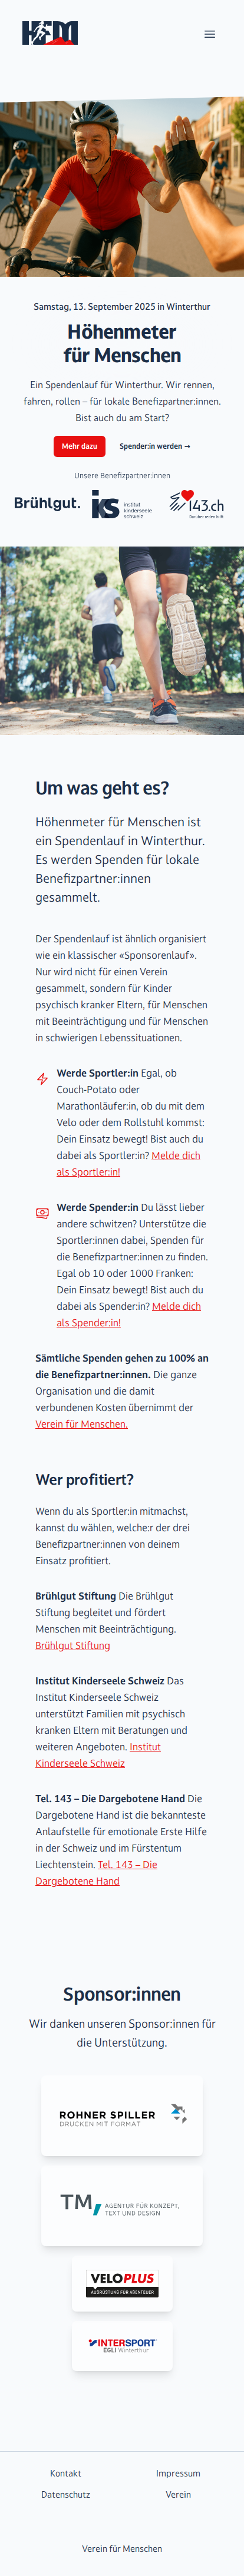 HFM
Samstag, 13. September 2025 in Winterthur
Höhenmeter
für Menschen
Ein Spendenlauf für Winterthur. Wir rennen,
fahren, rollen – für lokale Benefizpartner:innen.
Bist auch du am Start?
Mehr dazu
Spender:in werden →
Unsere Benefizpartner:innen
Brühlgut.
iks institut
kinderseele
schweiz
143.ch
Darüber reden hilft.
Um was geht es?
Höhenmeter für Menschen ist
ein Spendenlauf in Winterthur.
Es werden Spenden für lokale
Benefizpartner:innen
gesammelt.
Der Spendenlauf ist ähnlich organisiert
wie ein klassischer «Sponsorenlauf».
Nur wird nicht für einen Verein
gesammelt, sondern für Kinder
psychisch kranker Eltern, für Menschen
mit Beeinträchtigung und für Menschen
in schwierigen Lebenssituationen.
Werde Sportler:in Egal, ob
Couch-Potato oder
Marathonläufer:in, ob du mit dem
Velo oder dem Rollstuhl kommst:
Dein Einsatz bewegt! Bist auch du
dabei als Sportler:in? Melde dich
als Sportler:in!
Werde Spender:in Du lässt lieber
andere schwitzen? Unterstütze die
Sportler:innen dabei, Spenden für
die Benefizpartner:innen zu finden.
Egal ob 10 oder 1000 Franken:
Dein Einsatz bewegt! Bist auch du
dabei als Spender:in? Melde dich
als Spender:in!
Sämtliche Spenden gehen zu 100% an
die Benefizpartner:innen. Die ganze
Organisation und die damit
verbundenen Kosten übernimmt der
Verein für Menschen.
Wer profitiert?
Wenn du als Sportler:in mitmachst,
kannst du wählen, welche:r der drei
Benefizpartner:innen von deinem
Einsatz profitiert.
Brühlgut Stiftung Die Brühlgut
Stiftung begleitet und fördert
Menschen mit Beeinträchtigung.
Brühlgut Stiftung
Institut Kinderseele Schweiz Das
Institut Kinderseele Schweiz
unterstützt Familien mit psychisch
kranken Eltern mit Beratungen und
weiteren Angeboten. Institut
Kinderseele Schweiz
Tel. 143 – Die Dargebotene Hand Die
Dargebotene Hand ist die bekannteste
Anlaufstelle für emotionale Erste Hilfe
in der Schweiz und im Fürstentum
Liechtenstein. Tel. 143 – Die
Dargebotene Hand
Sponsor:innen
Wir danken unseren Sponsor:innen für
die Unterstützung.
ROHNER SPILLER
DRUCKEN MIT FORMAT
TM, AGENTUR FÜR KONZEPT,
TEXT UND DESIGN
VELOPLUS
AUSRÜSTUNG FÜR ABENTEUER
INTERSPORT
EGLI Winterthur
Kontakt
Impressum
Datenschutz
Verein
Verein für Menschen